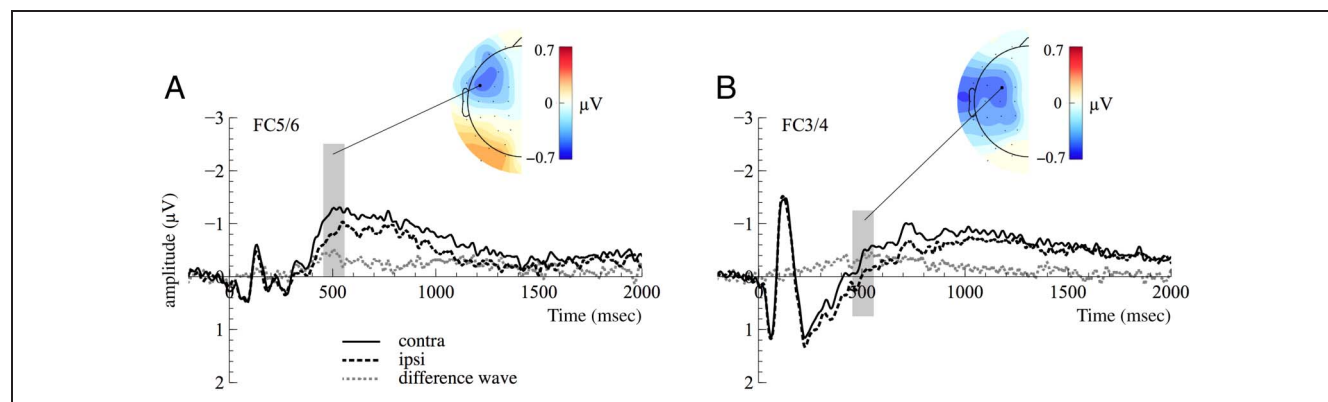 A
FC5/6
0.7
0
−0.7
μV
−3
−2
−1
0
1
2
amplitude (μV)
0
500
1000
1500
2000
Time (msec)
contra
ipsi
difference wave
B
FC3/4
0.7
0
−0.7
μV
−3
−2
−1
0
1
2
0
500
1000
1500
2000
Time (msec)